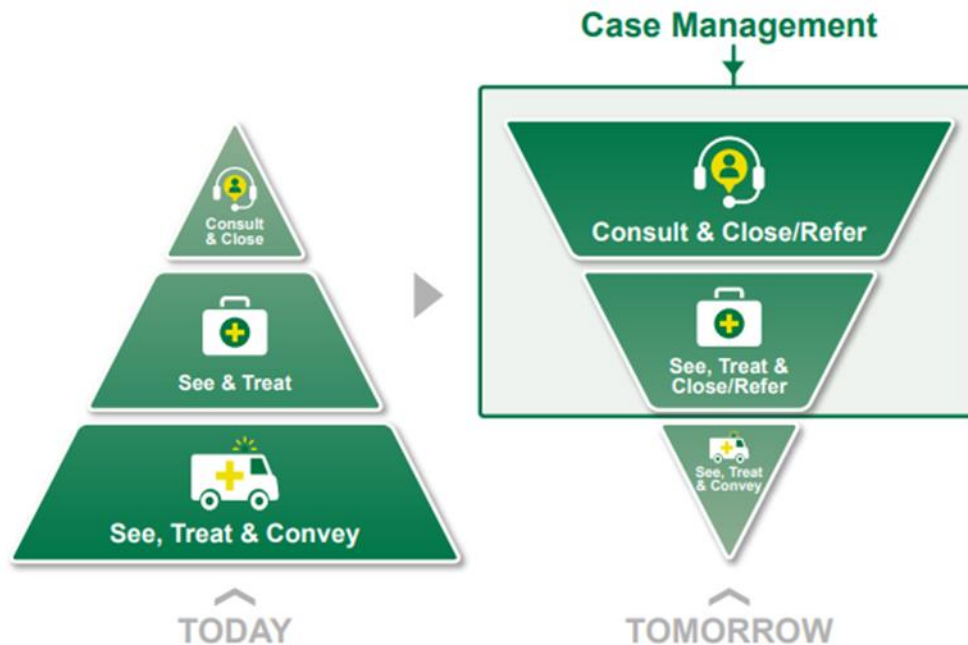 Case Management
Consult
& Close
See & Treat
See, Treat & Convey
TODAY
Consult & Close/Refer
See, Treat &
Close/Refer
See, Treat
& Convey
TOMORROW